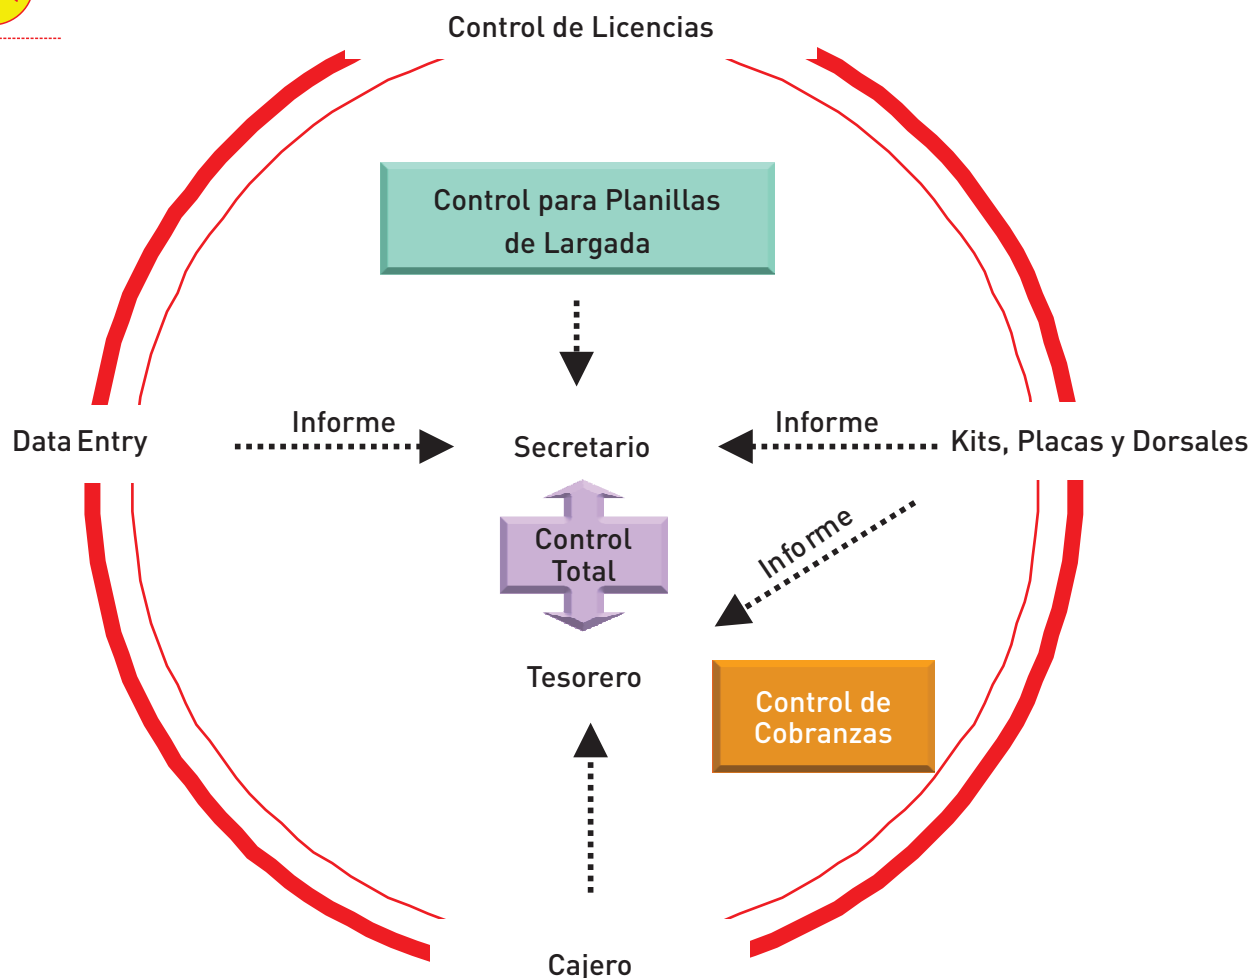 Control de Licencias
Control para Planillas
de Largada
Informe
Informe
Data Entry
Secretario
Kits, Placas y Dorsales
Control
Total
Informe
Tesorero
Control de
Cobranzas
Cajero